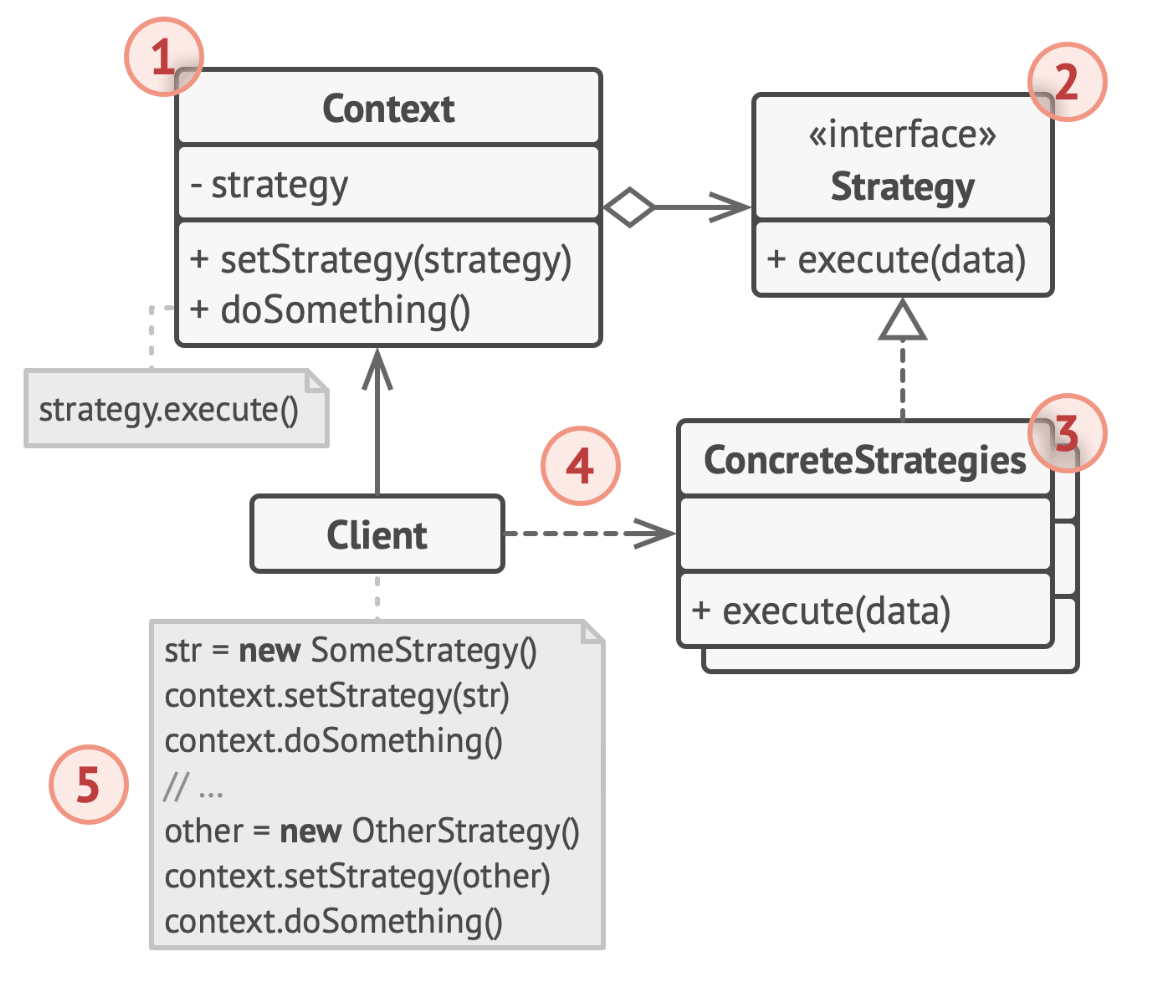 1
Context
- strategy
+ setStrategy(strategy)
+ doSomething()
strategy.execute()
2
«interface»
Strategy
+ execute(data)
3
ConcreteStrategies
+ execute(data)
4
Client
5
str = new SomeStrategy()
context.setStrategy(str)
context.doSomething()
// ...
other = new OtherStrategy()
context.setStrategy(other)
context.doSomething()